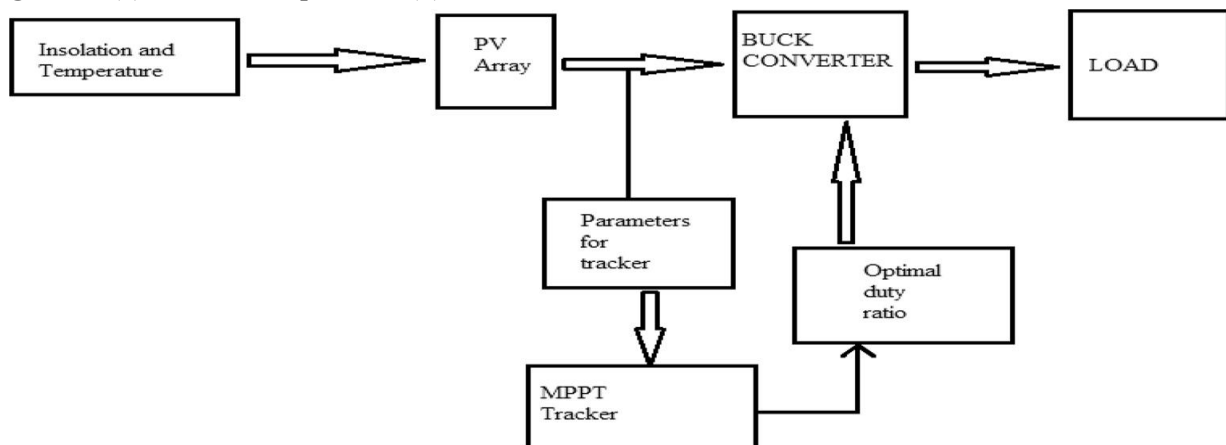 Insolation and
Temperature
PV
Array
BUCK
CONVERTER
LOAD
Parameters
for
tracker
Optimal
duty
ratio
MPPT
Tracker